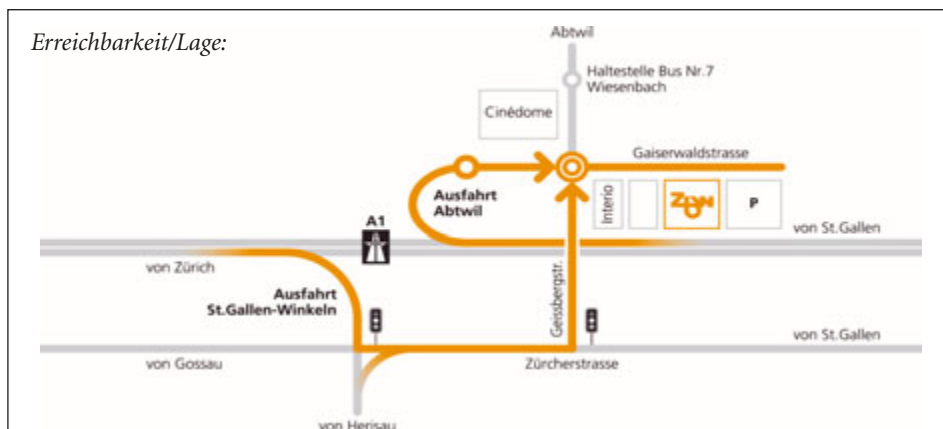 Erreichbarkeit/Lage:
Abtwil
Haltestelle Bus Nr.7
Wiesenbach
Cinédome
Gaiserwaldstrasse
Ausfahrt
Abtwil
Interio
P
A1
von St.Gallen
von Zürich
Ausfahrt
St.Gallen-Winkeln
Geissbergstr.
von St.Gallen
von Gossau
Zürcherstrasse
von Herisau